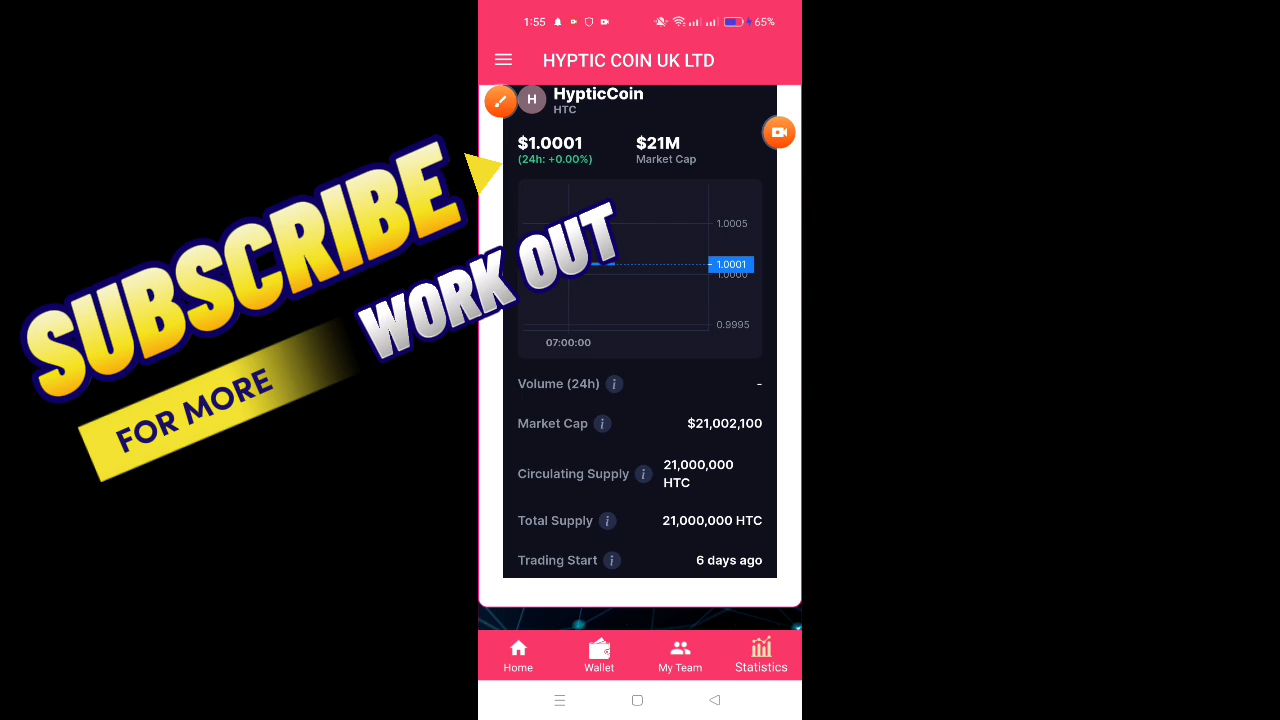 1:55
65%
HYPTIC COIN UK LTD
H
HypticCoin
HTC
$1.0001
$21M
(24h: +0.00%)
Market Cap
1.0005
1.0001
1.0000
0.9995
07:00:00
Volume (24h) i -
Market Cap i $21,002,100
Circulating Supply i 21,000,000
HTC
Total Supply i 21,000,000 HTC
Trading Start i 6 days ago
Home
Wallet
My Team
Statistics
SUBSCRIBE
FOR MORE
WORK OUT